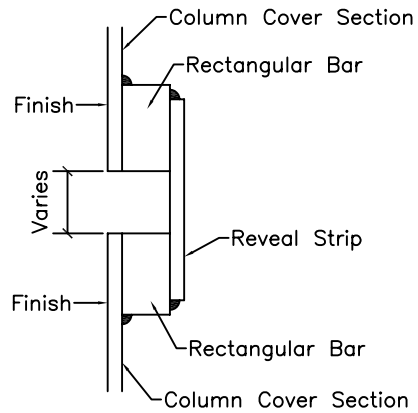 Column Cover Section
Rectangular Bar
Finish
Varies
Reveal Strip
Finish
Rectangular Bar
Column Cover Section